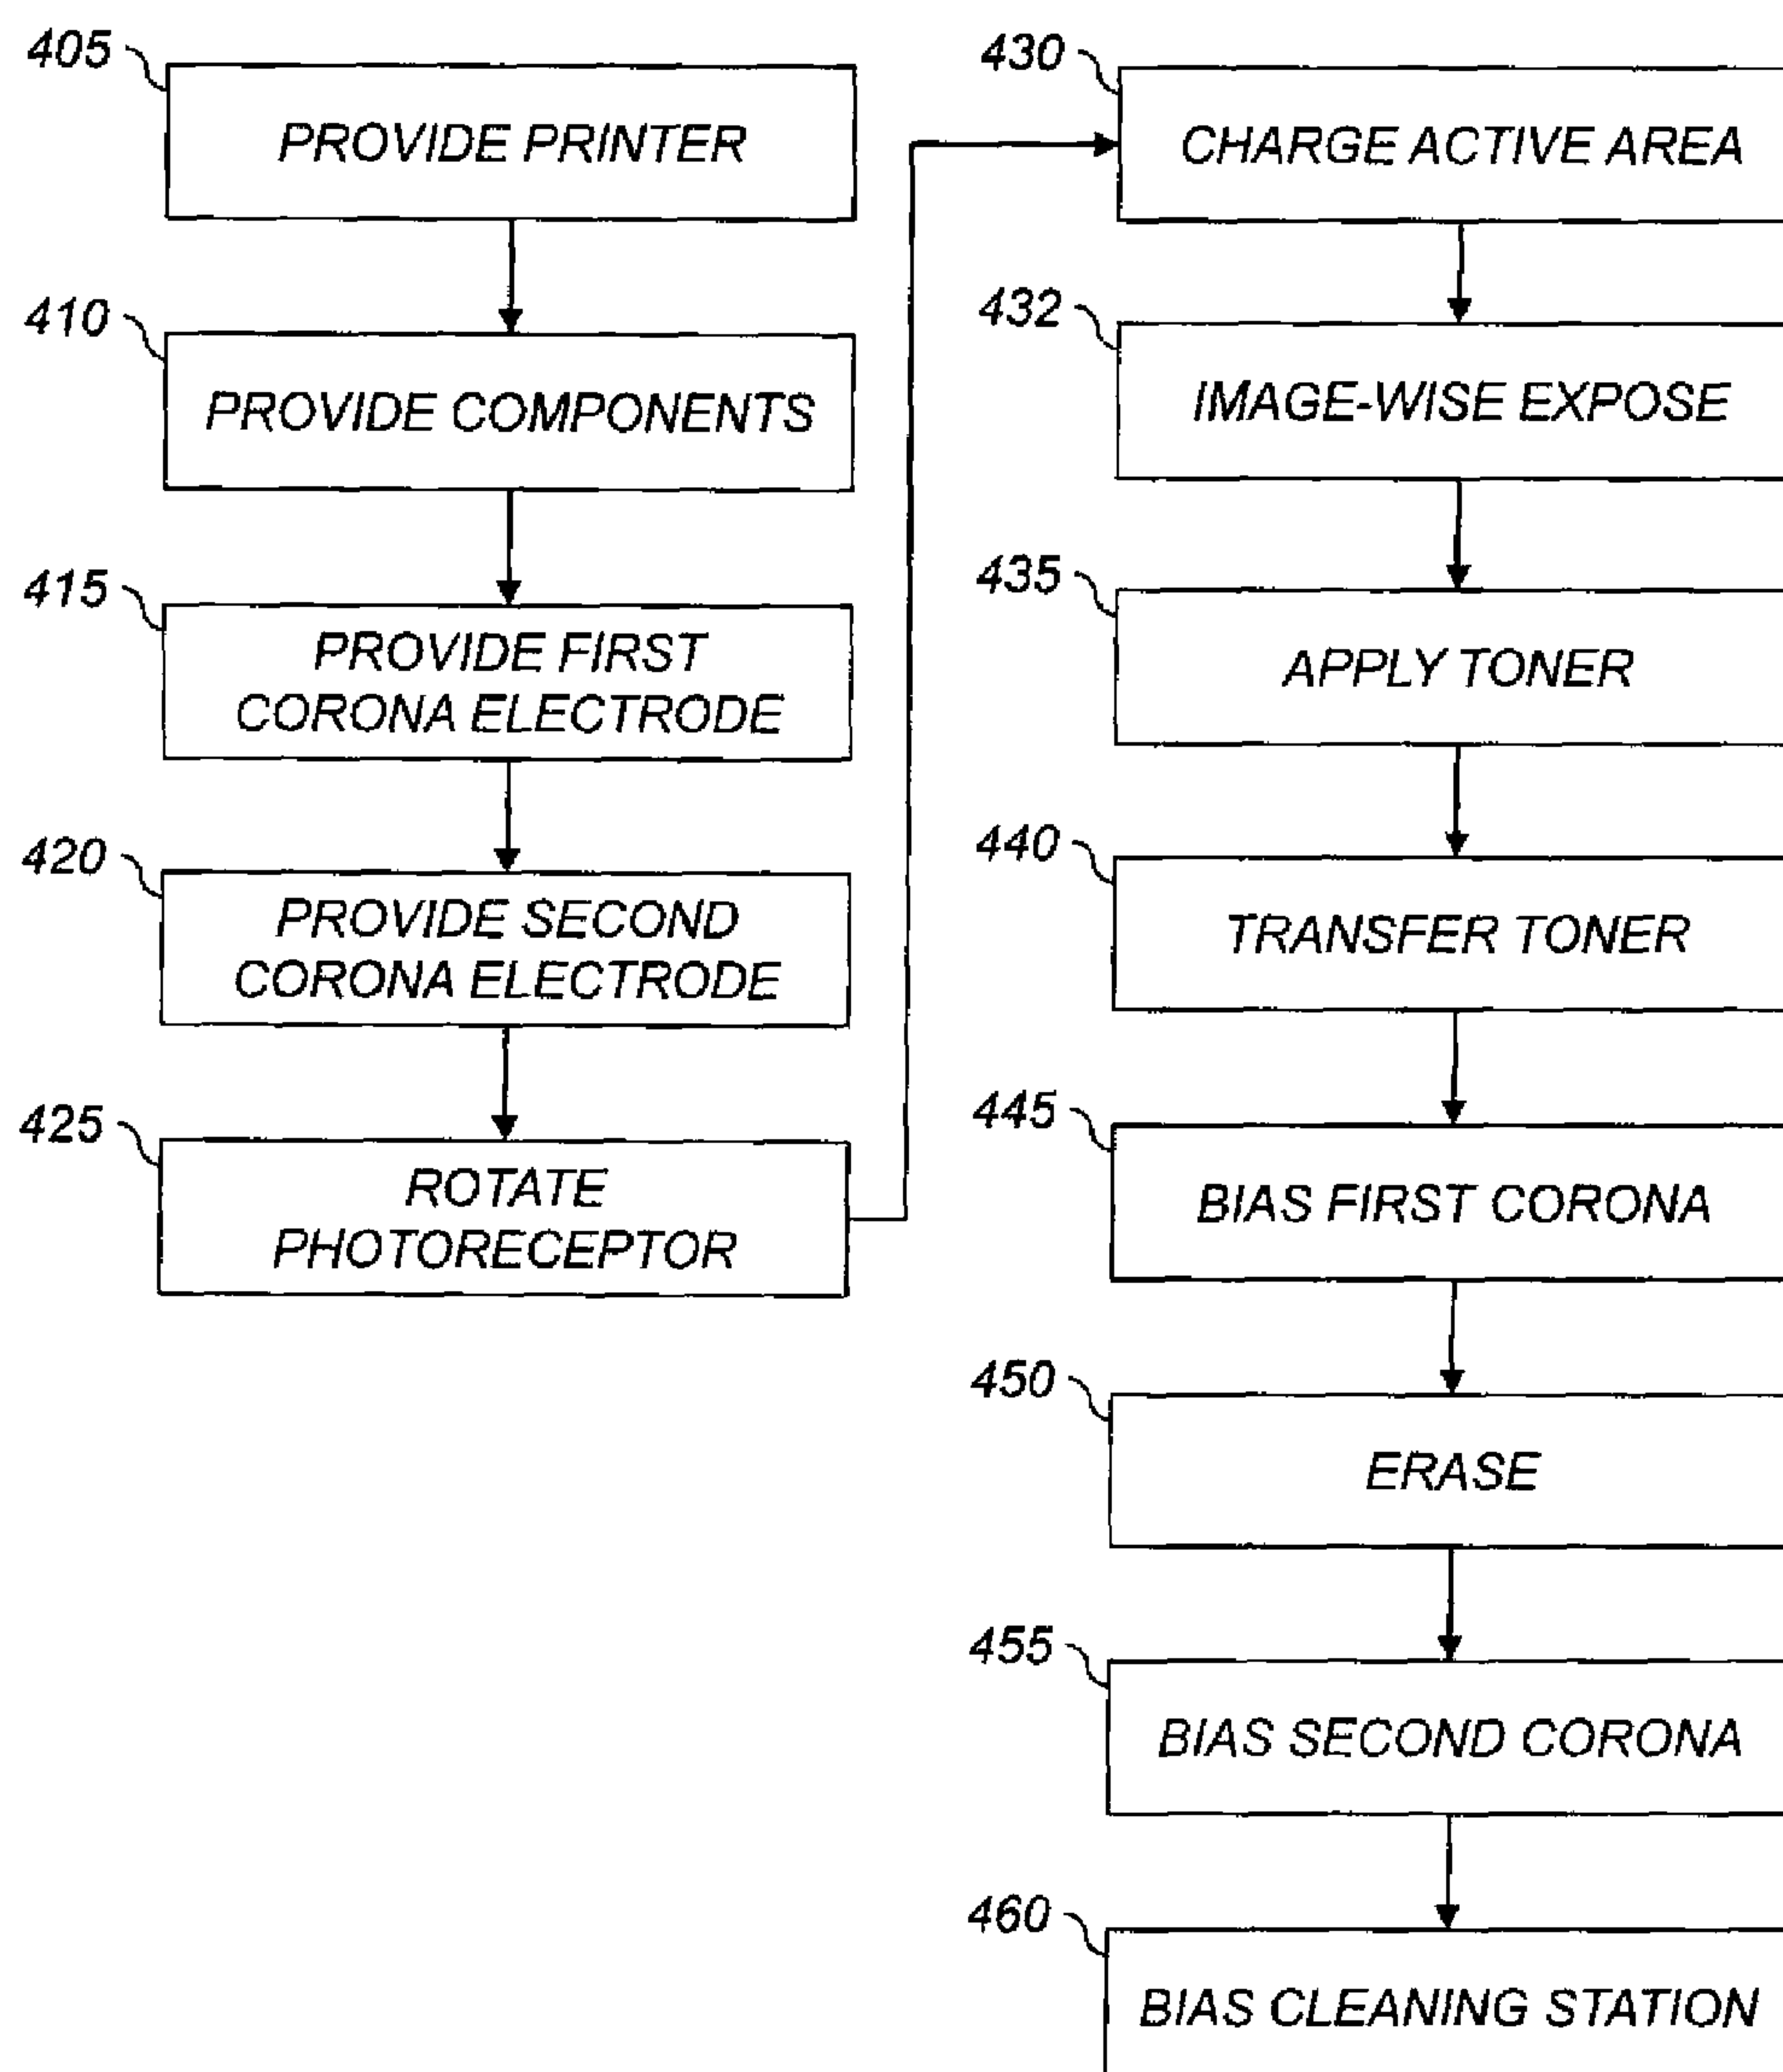 405
PROVIDE PRINTER
410
PROVIDE COMPONENTS
415
PROVIDE FIRST
CORONA ELECTRODE
420
PROVIDE SECOND
CORONA ELECTRODE
425
ROTATE
PHOTORECEPTOR
430
CHARGE ACTIVE AREA
432
IMAGE-WISE EXPOSE
435
APPLY TONER
440
TRANSFER TONER
445
BIAS FIRST CORONA
450
ERASE
455
BIAS SECOND CORONA
460
BIAS CLEANING STATION